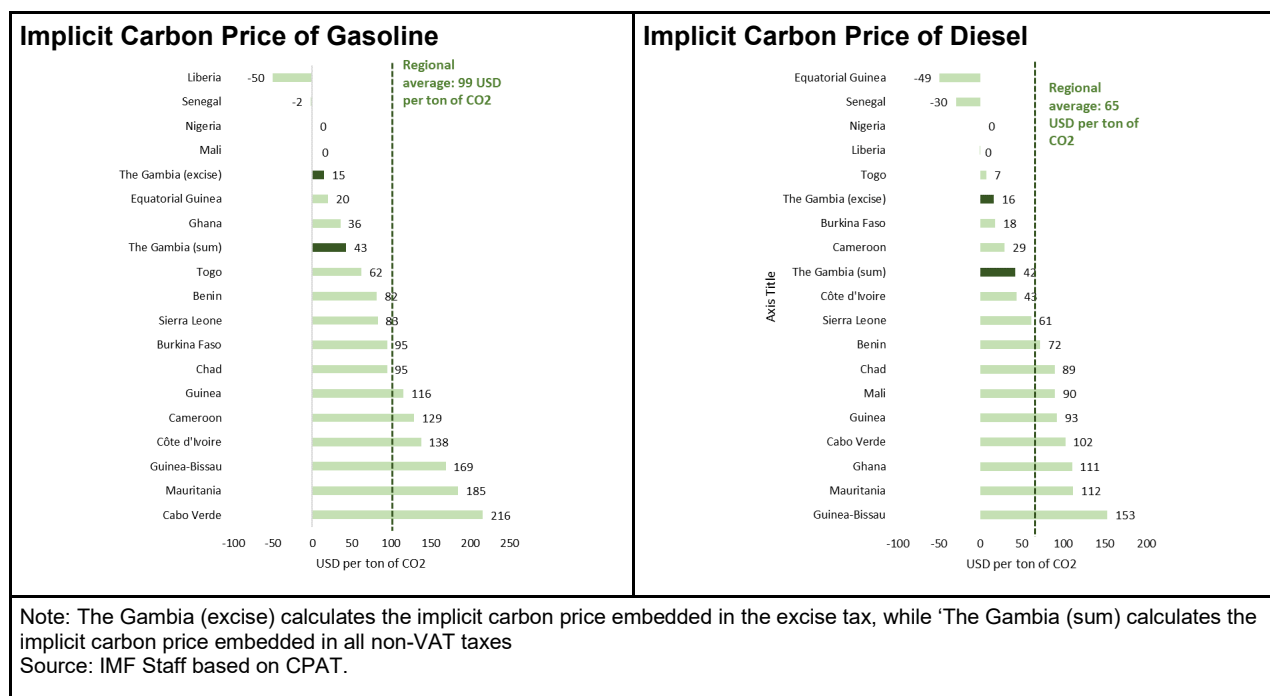 Implicit Carbon Price of Gasoline
Regional
average: 99 USD
per ton of CO2
Liberia -50
Senegal -2
Nigeria 0
Mali 0
The Gambia (excise) 15
Equatorial Guinea 20
Ghana 36
The Gambia (sum) 43
Togo 62
Benin 82
Sierra Leone 83
Burkina Faso 95
Chad 95
Guinea 116
Cameroon 129
Côte d'Ivoire 138
Guinea-Bissau 169
Mauritania 185
Cabo Verde 216
-100 -50 0 50 100 150 200 250
USD per ton of CO2
Implicit Carbon Price of Diesel
Regional
average: 65
USD per ton of
CO2
Axis Title
Equatorial Guinea -49
Senegal -30
Nigeria 0
Liberia 0
Togo 7
The Gambia (excise) 16
Burkina Faso 18
Cameroon 29
The Gambia (sum) 42
Côte d'Ivoire 43
Sierra Leone 61
Benin 72
Chad 89
Mali 90
Guinea 93
Cabo Verde 102
Ghana 111
Mauritania 112
Guinea-Bissau 153
-100 -50 0 50 100 150 200
USD per ton of CO2
Note: The Gambia (excise) calculates the implicit carbon price embedded in the excise tax, while ‘The Gambia (sum) calculates the
implicit carbon price embedded in all non-VAT taxes
Source: IMF Staff based on CPAT.